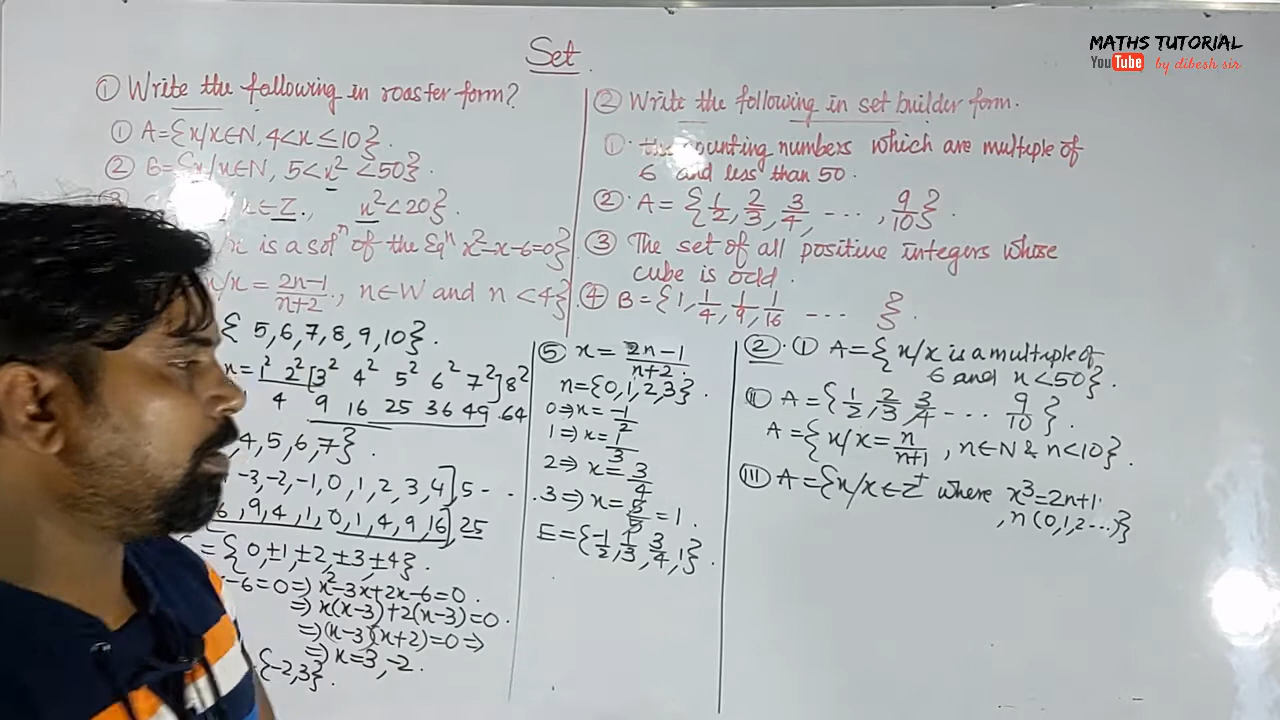 Set.
MATHS TUTORIAL
YouTube by dibesh sir
① Write the following in roaster form?
① A={x/x∈N, 4<x≤10}.
② B={x/x∈N, 5<x²<50}.
x∈Z., x²<20}.
/x is a solⁿ of the Eqⁿ x²-x-6=0}
x/x = 2n-1/n+2., n∈W and n<4}
② Write the following in set builder form.
①. the counting numbers which are multiple of
6 and less than 50.
②. A = {1/2, 2/3, 3/4, ..., 9/10}.
③ The set of all positive integers whose
cube is odd.
④ B={1, 1/4, 1/9, 1/16 ... }.
{5,6,7,8,9,10}.
x=1² 2² [3² 4² 5² 6² 7²] 8²
4 9 16 25 36 49 64
,4,5,6,7}.
-3,-2,-1,0,1,2,3,4],5--
,9,4,1,0,1,4,9,16],25
={0,±1,±2,±3,±4}.
-6=0=>x²-3x+2x-6=0.
=>x(x-3)+2(x-3)=0.
=>(x-3)(x+2)=0=>
=>x=3,-2.
{-2,3}.
⑤ x= 2n-1/n+2.
n={0,1,2,3}.
0=>x=-1/2
1=>x=1/3
2=>x=3/4
3=>x=5/5=1.
E={-1/2, 1/3, 3/4, 1}.
②. ① A={x/x is a multiple of
6 and x<50}.
Ⅱ) A={1/2, 2/3, 3/4 ... 9/10}.
A={x/x=n/n+1, n∈N & n<10}.
Ⅲ) A={x/x∈Z⁺ where x³=2n+1.
,n(0,1,2...)}